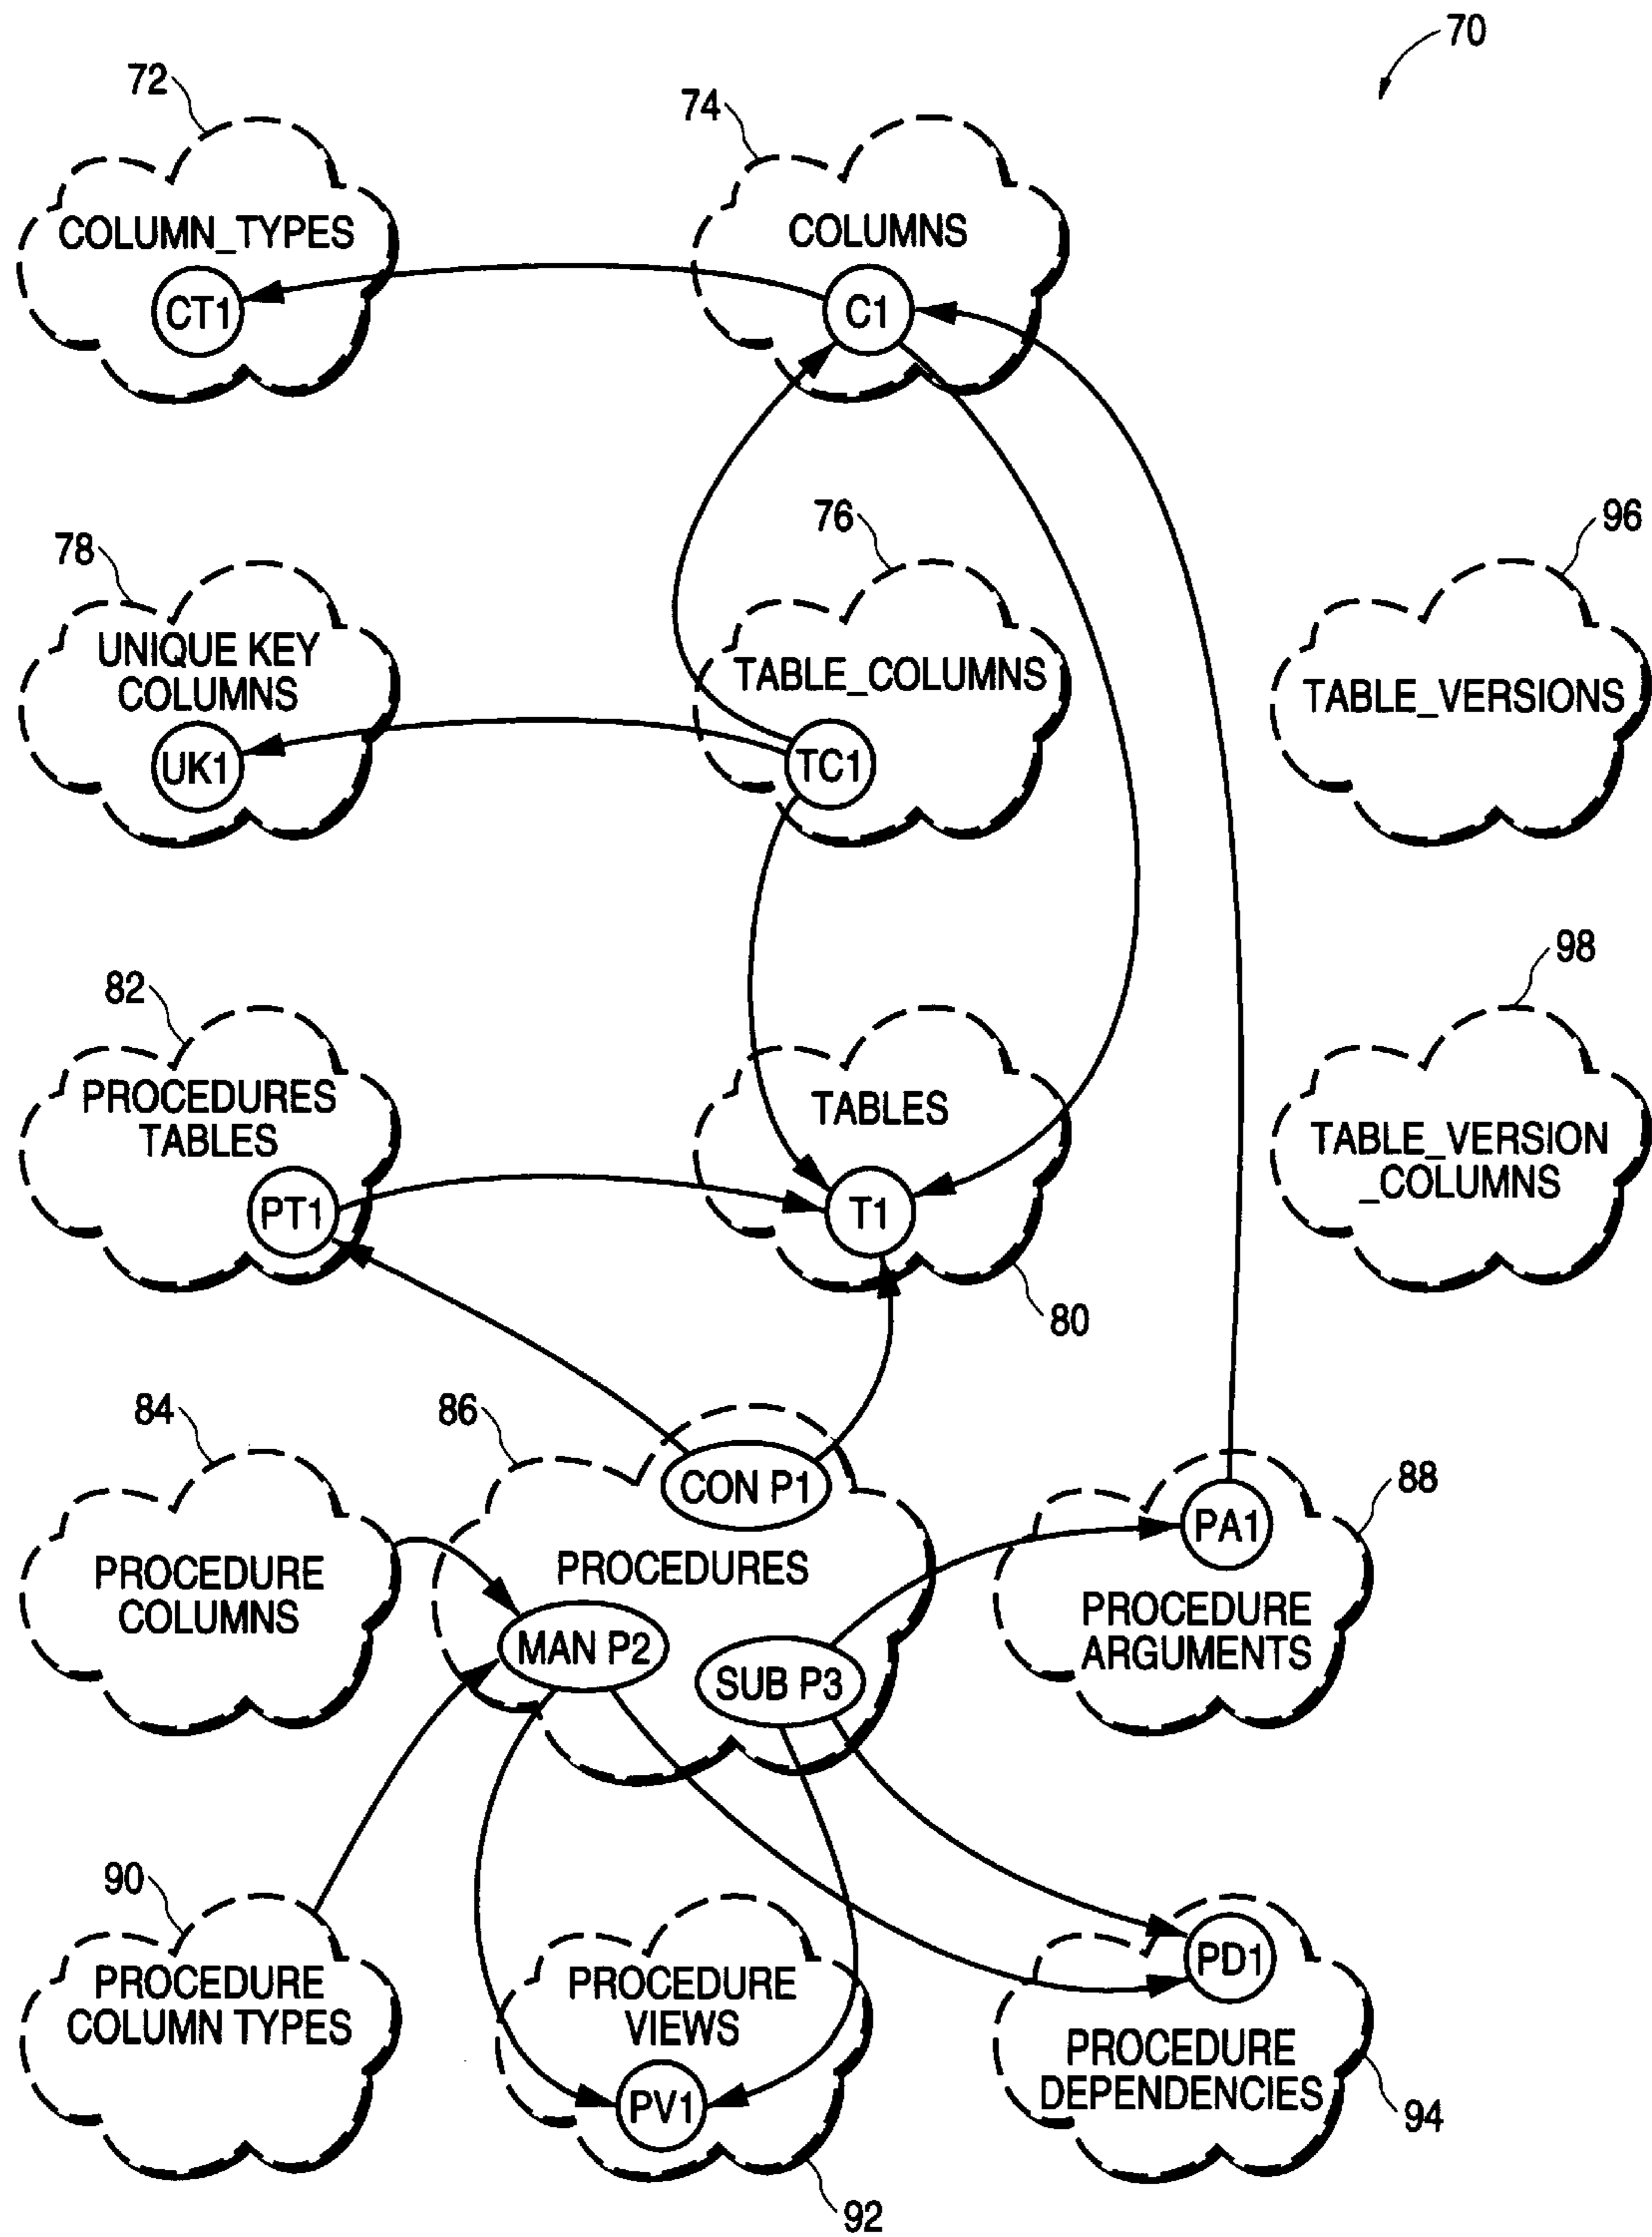 70
72
74
COLUMN_TYPES
COLUMNS
CT1
C1
76
96
78
UNIQUE KEY
COLUMNS
TABLE_COLUMNS
TABLE_VERSIONS
UK1
TC1
98
82
PROCEDURES
TABLES
TABLES
TABLE_VERSION
_COLUMNS
PT1
T1
80
84
86
88
CON P1
PA1
PROCEDURE
COLUMNS
PROCEDURES
PROCEDURE
ARGUMENTS
MAN P2
SUB P3
90
PROCEDURE
COLUMN TYPES
PROCEDURE
VIEWS
PD1
PROCEDURE
DEPENDENCIES
PV1
94
92